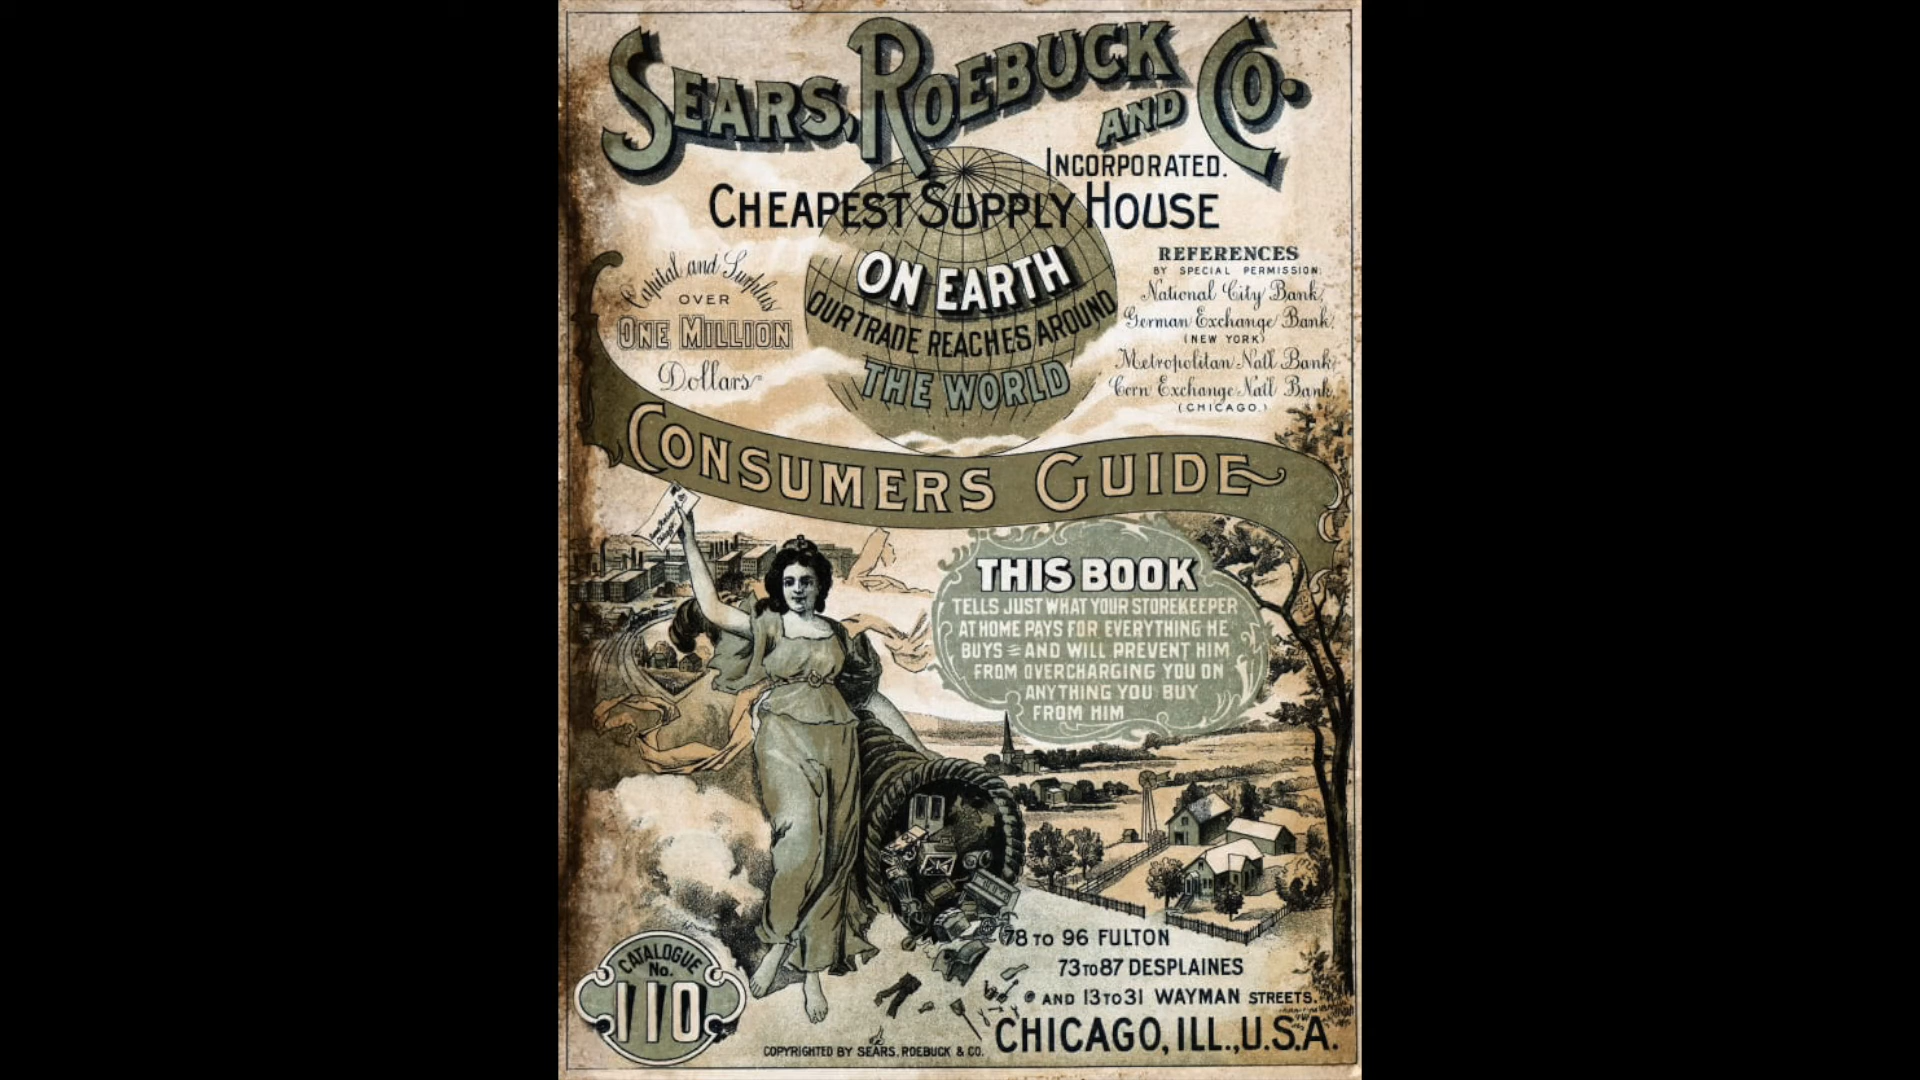 SEARS, ROEBUCK AND CO.
INCORPORATED.
CHEAPEST SUPPLY HOUSE
ON EARTH
OUR TRADE REACHES AROUND
THE WORLD
Capital and Surplus
OVER
ONE MILLION
Dollars
REFERENCES
BY SPECIAL PERMISSION:
National City Bank,
German Exchange Bank,
(NEW YORK)
Metropolitan Nat'l Bank,
Corn Exchange Nat'l Bank,
(CHICAGO.)
CONSUMERS GUIDE
THIS BOOK
TELLS JUST WHAT YOUR STOREKEEPER
AT HOME PAYS FOR EVERYTHING HE
BUYS = AND WILL PREVENT HIM
FROM OVERCHARGING YOU ON
ANYTHING YOU BUY
FROM HIM
78 TO 96 FULTON
73 TO 87 DESPLAINES
AND 13 TO 31 WAYMAN STREETS.
CHICAGO, ILL., U.S.A.
CATALOGUE
No.
110
COPYRIGHTED BY SEARS, ROEBUCK & CO.